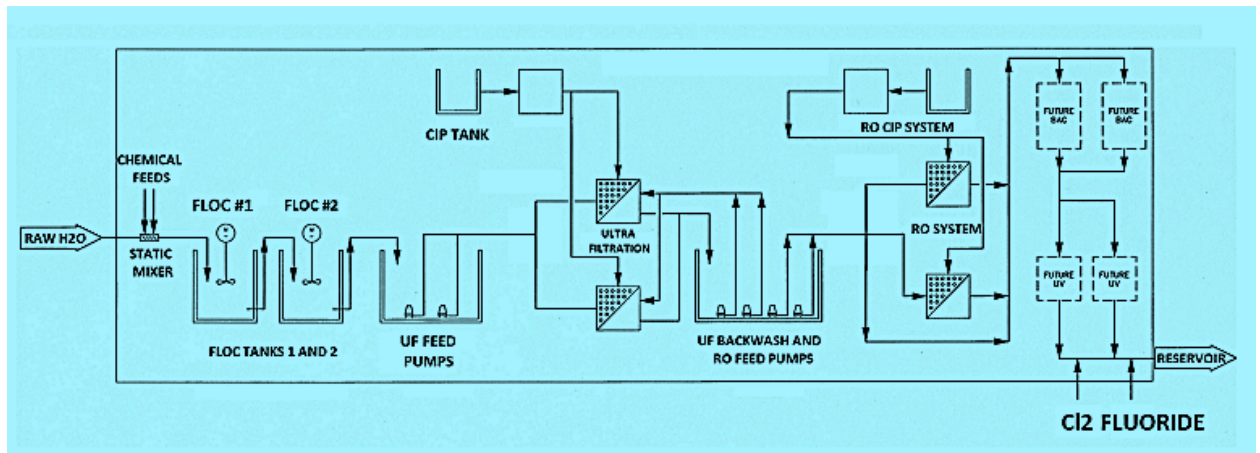 CIP TANK
RO CIP SYSTEM
FUTURE
BAC
FUTURE
BAC
CHEMICAL
FEEDS
FLOC #1
FLOC #2
RAW H2O
STATIC
MIXER
ULTRA
FILTRATION
RO SYSTEM
FUTURE
UV
FUTURE
UV
FLOC TANKS 1 AND 2
UF FEED
PUMPS
UF BACKWASH AND
RO FEED PUMPS
RESERVOIR
Cl2 FLUORIDE